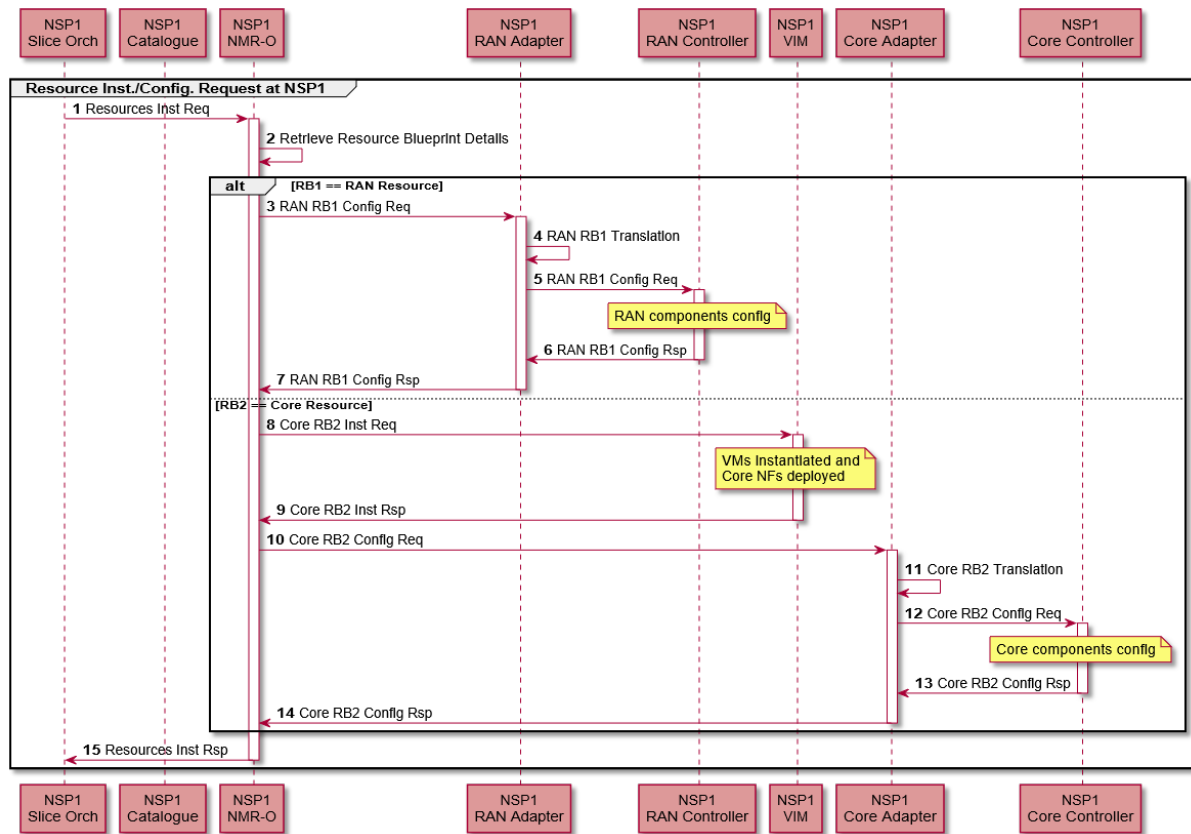 NSP1
Slice Orch
NSP1
Catalogue
NSP1
NMR-O
NSP1
RAN Adapter
NSP1
RAN Controller
NSP1
VIM
NSP1
Core Adapter
NSP1
Core Controller
Resource Inst./Config. Request at NSP1
1 Resources Inst Req
2 Retrieve Resource Blueprint Details
alt [RB1 == RAN Resource]
3 RAN RB1 Config Req
4 RAN RB1 Translation
5 RAN RB1 Config Req
RAN components config
6 RAN RB1 Config Rsp
7 RAN RB1 Config Rsp
[RB2 == Core Resource]
8 Core RB2 Inst Req
VMs Instantiated and
Core NFs deployed
9 Core RB2 Inst Rsp
10 Core RB2 Config Req
11 Core RB2 Translation
12 Core RB2 Config Req
Core components config
13 Core RB2 Config Rsp
14 Core RB2 Config Rsp
15 Resources Inst Rsp
NSP1
Slice Orch
NSP1
Catalogue
NSP1
NMR-O
NSP1
RAN Adapter
NSP1
RAN Controller
NSP1
VIM
NSP1
Core Adapter
NSP1
Core Controller